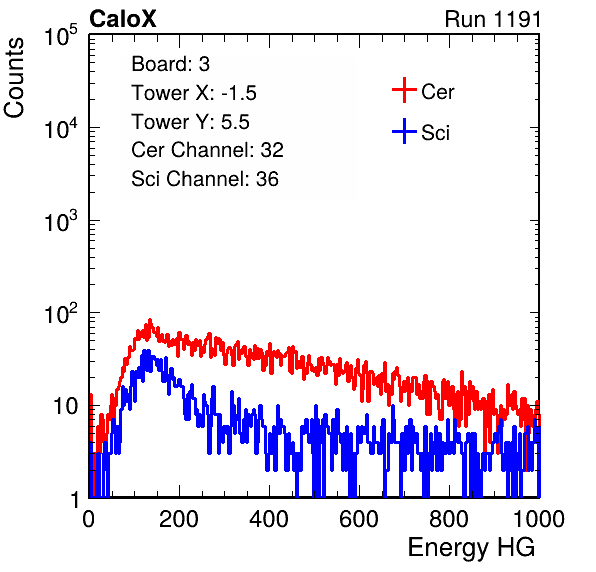 CaloX Run 1191
Counts
10^5
10^4
10^3
10^2
10
1
Board: 3
Tower X: -1.5
Tower Y: 5.5
Cer Channel: 32
Sci Channel: 36
Cer
Sci
0 200 400 600 800 1000
Energy HG